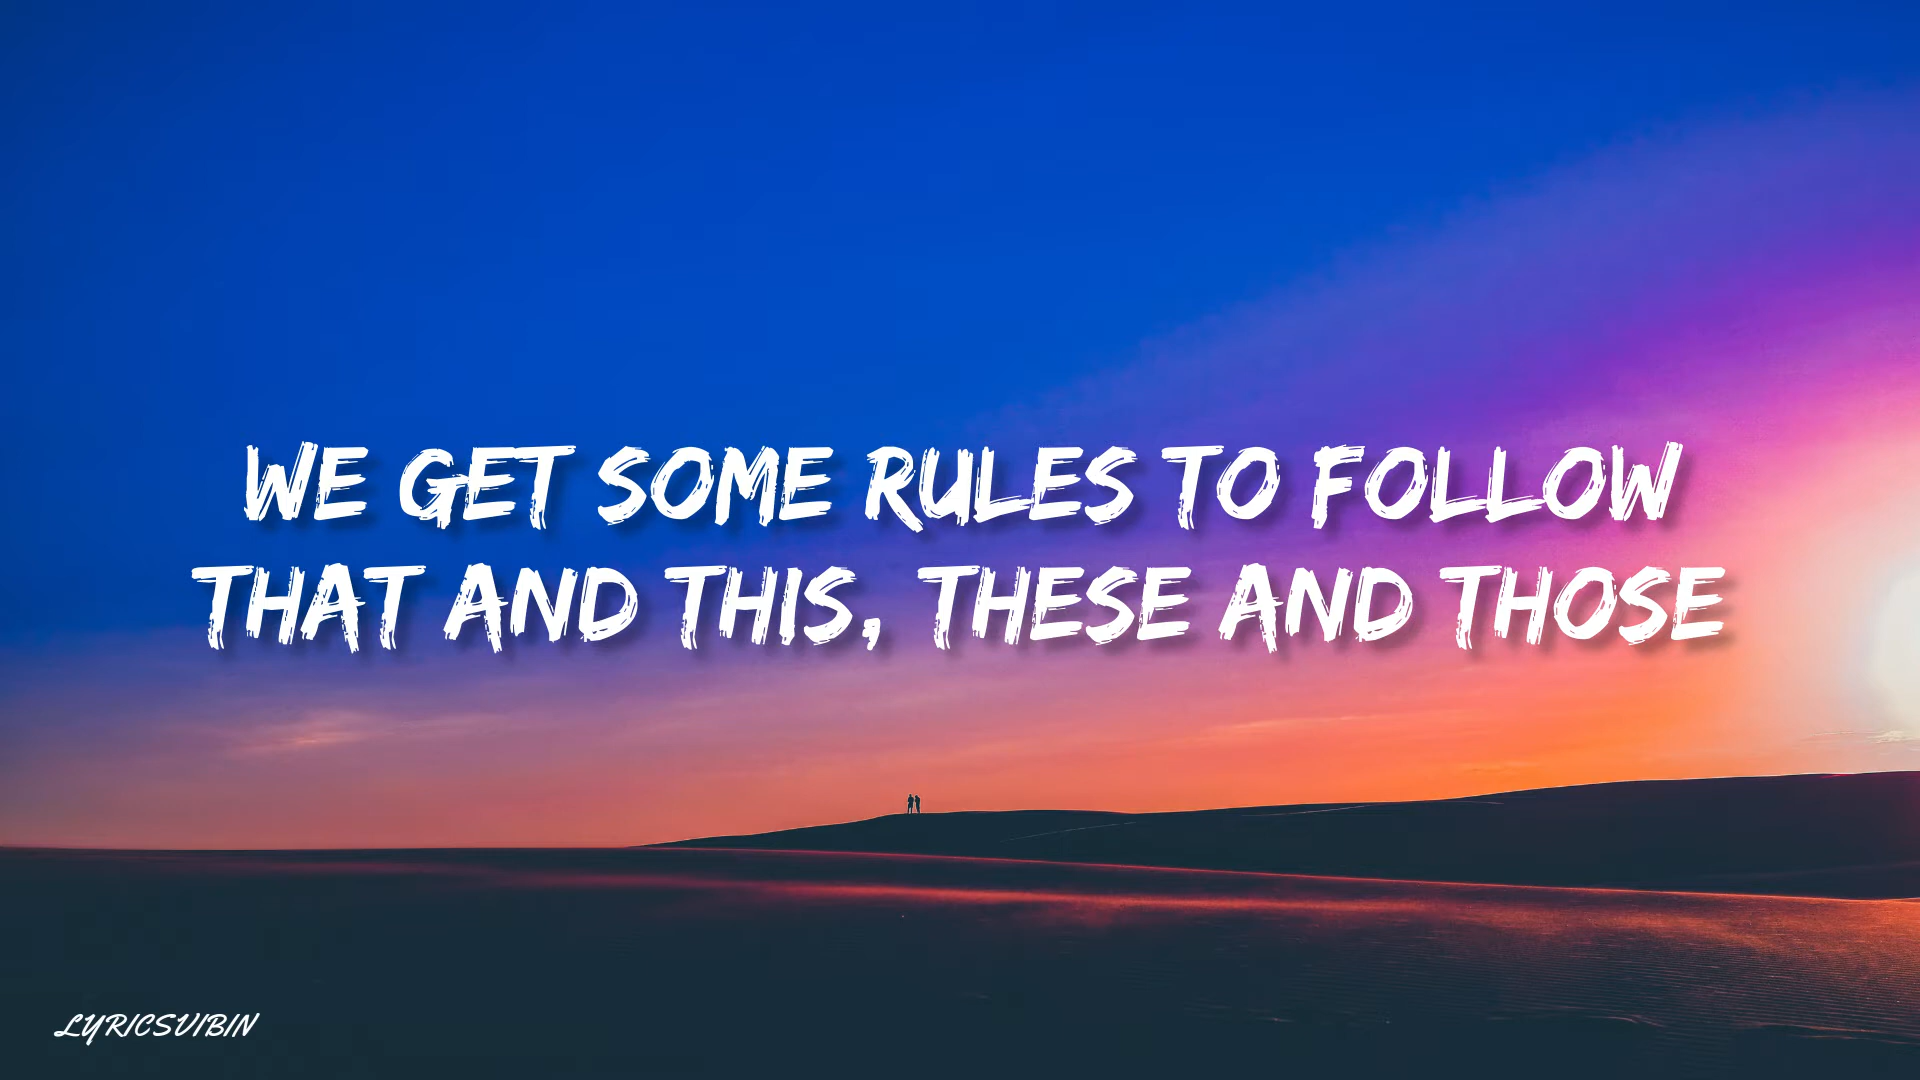 WE GET SOME RULES TO FOLLOW
THAT AND THIS, THESE AND THOSE
LYRICSVIBIN